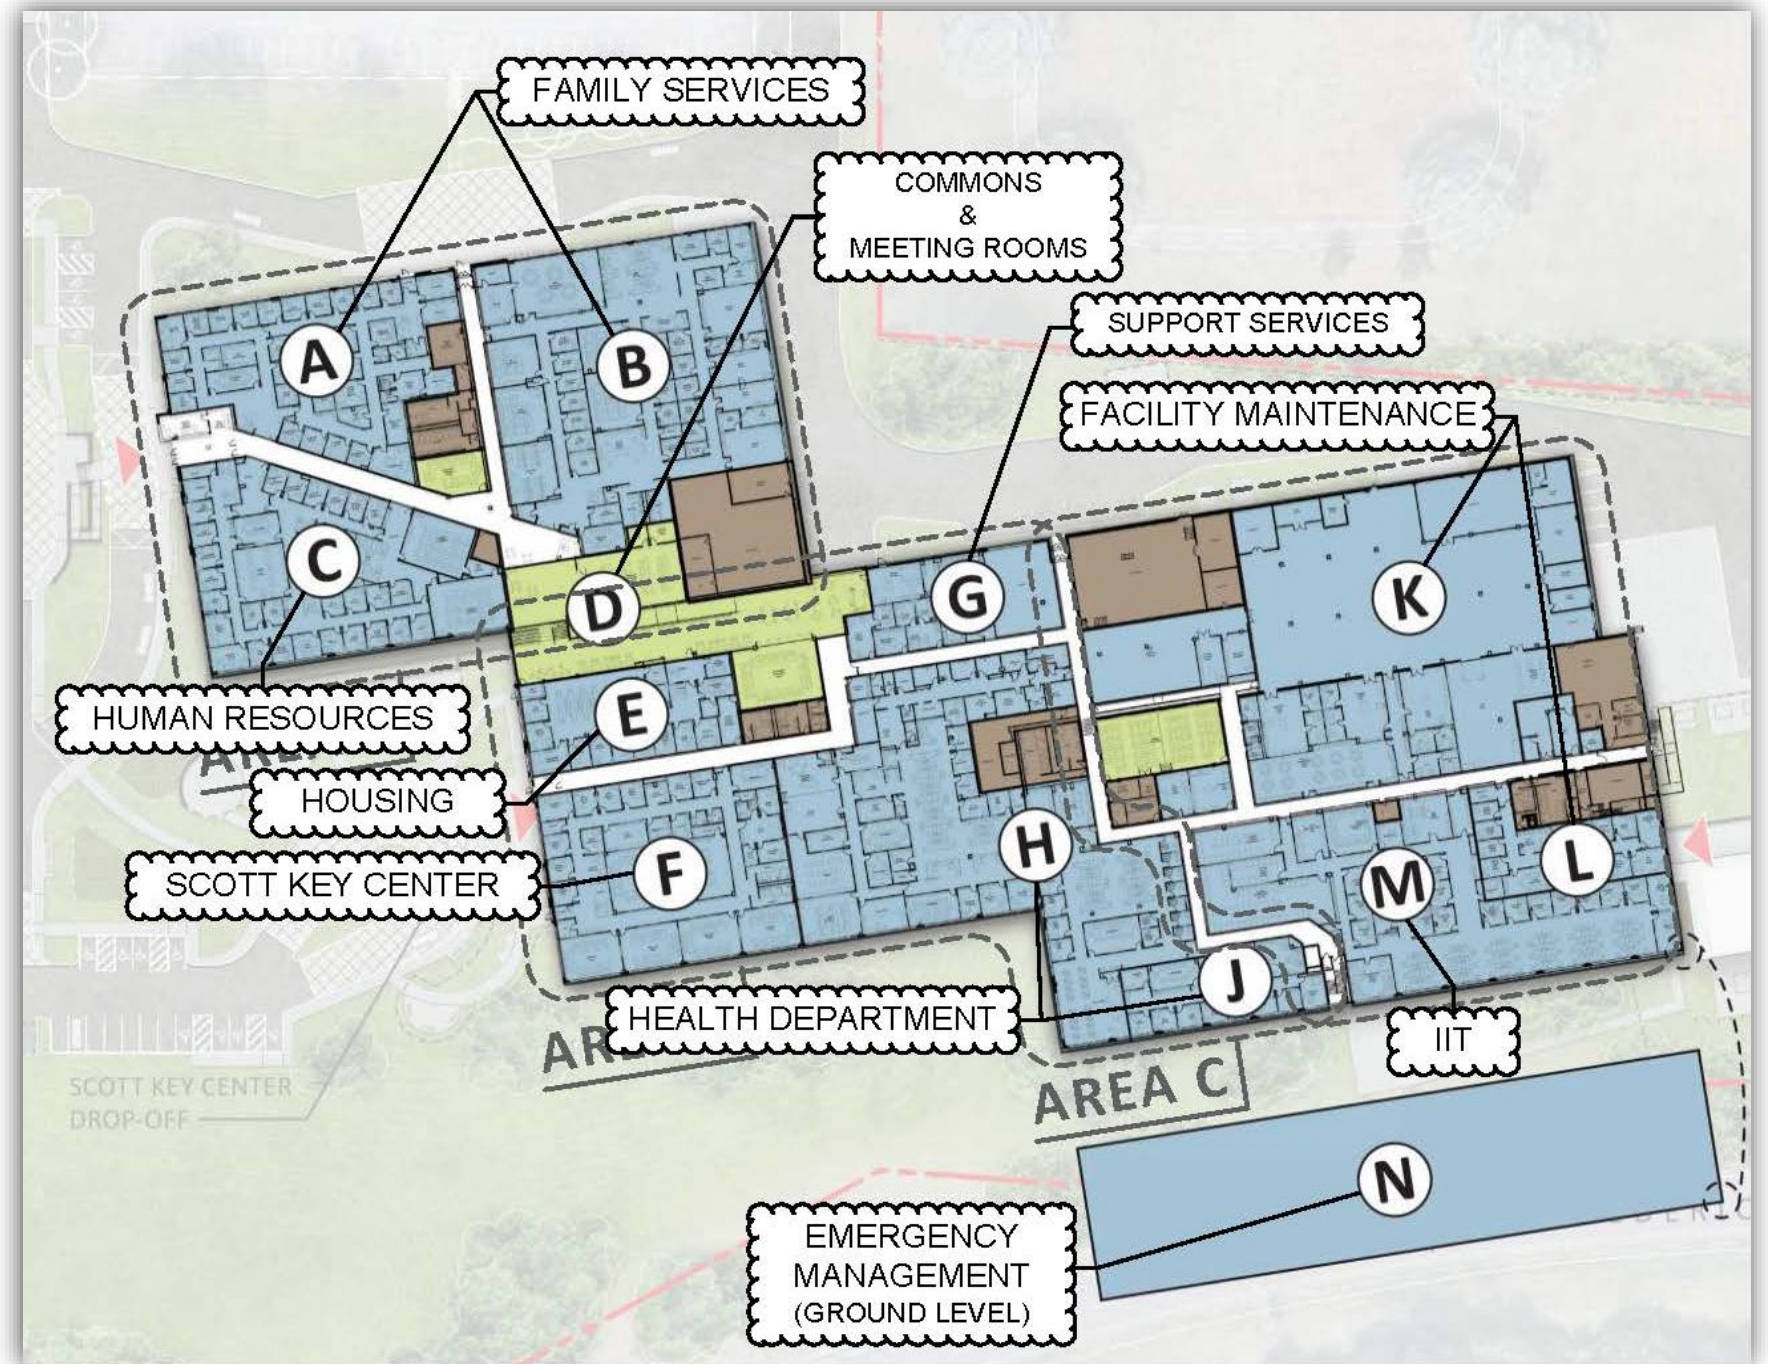 FAMILY SERVICES
COMMONS
&
MEETING ROOMS
SUPPORT SERVICES
FACILITY MAINTENANCE
A
B
C
D
G
K
HUMAN RESOURCES
E
HOUSING
SCOTT KEY CENTER
F
H
M
L
J
HEALTH DEPARTMENT
IIT
SCOTT KEY CENTER
DROP-OFF
AREA C
N
EMERGENCY
MANAGEMENT
(GROUND LEVEL)